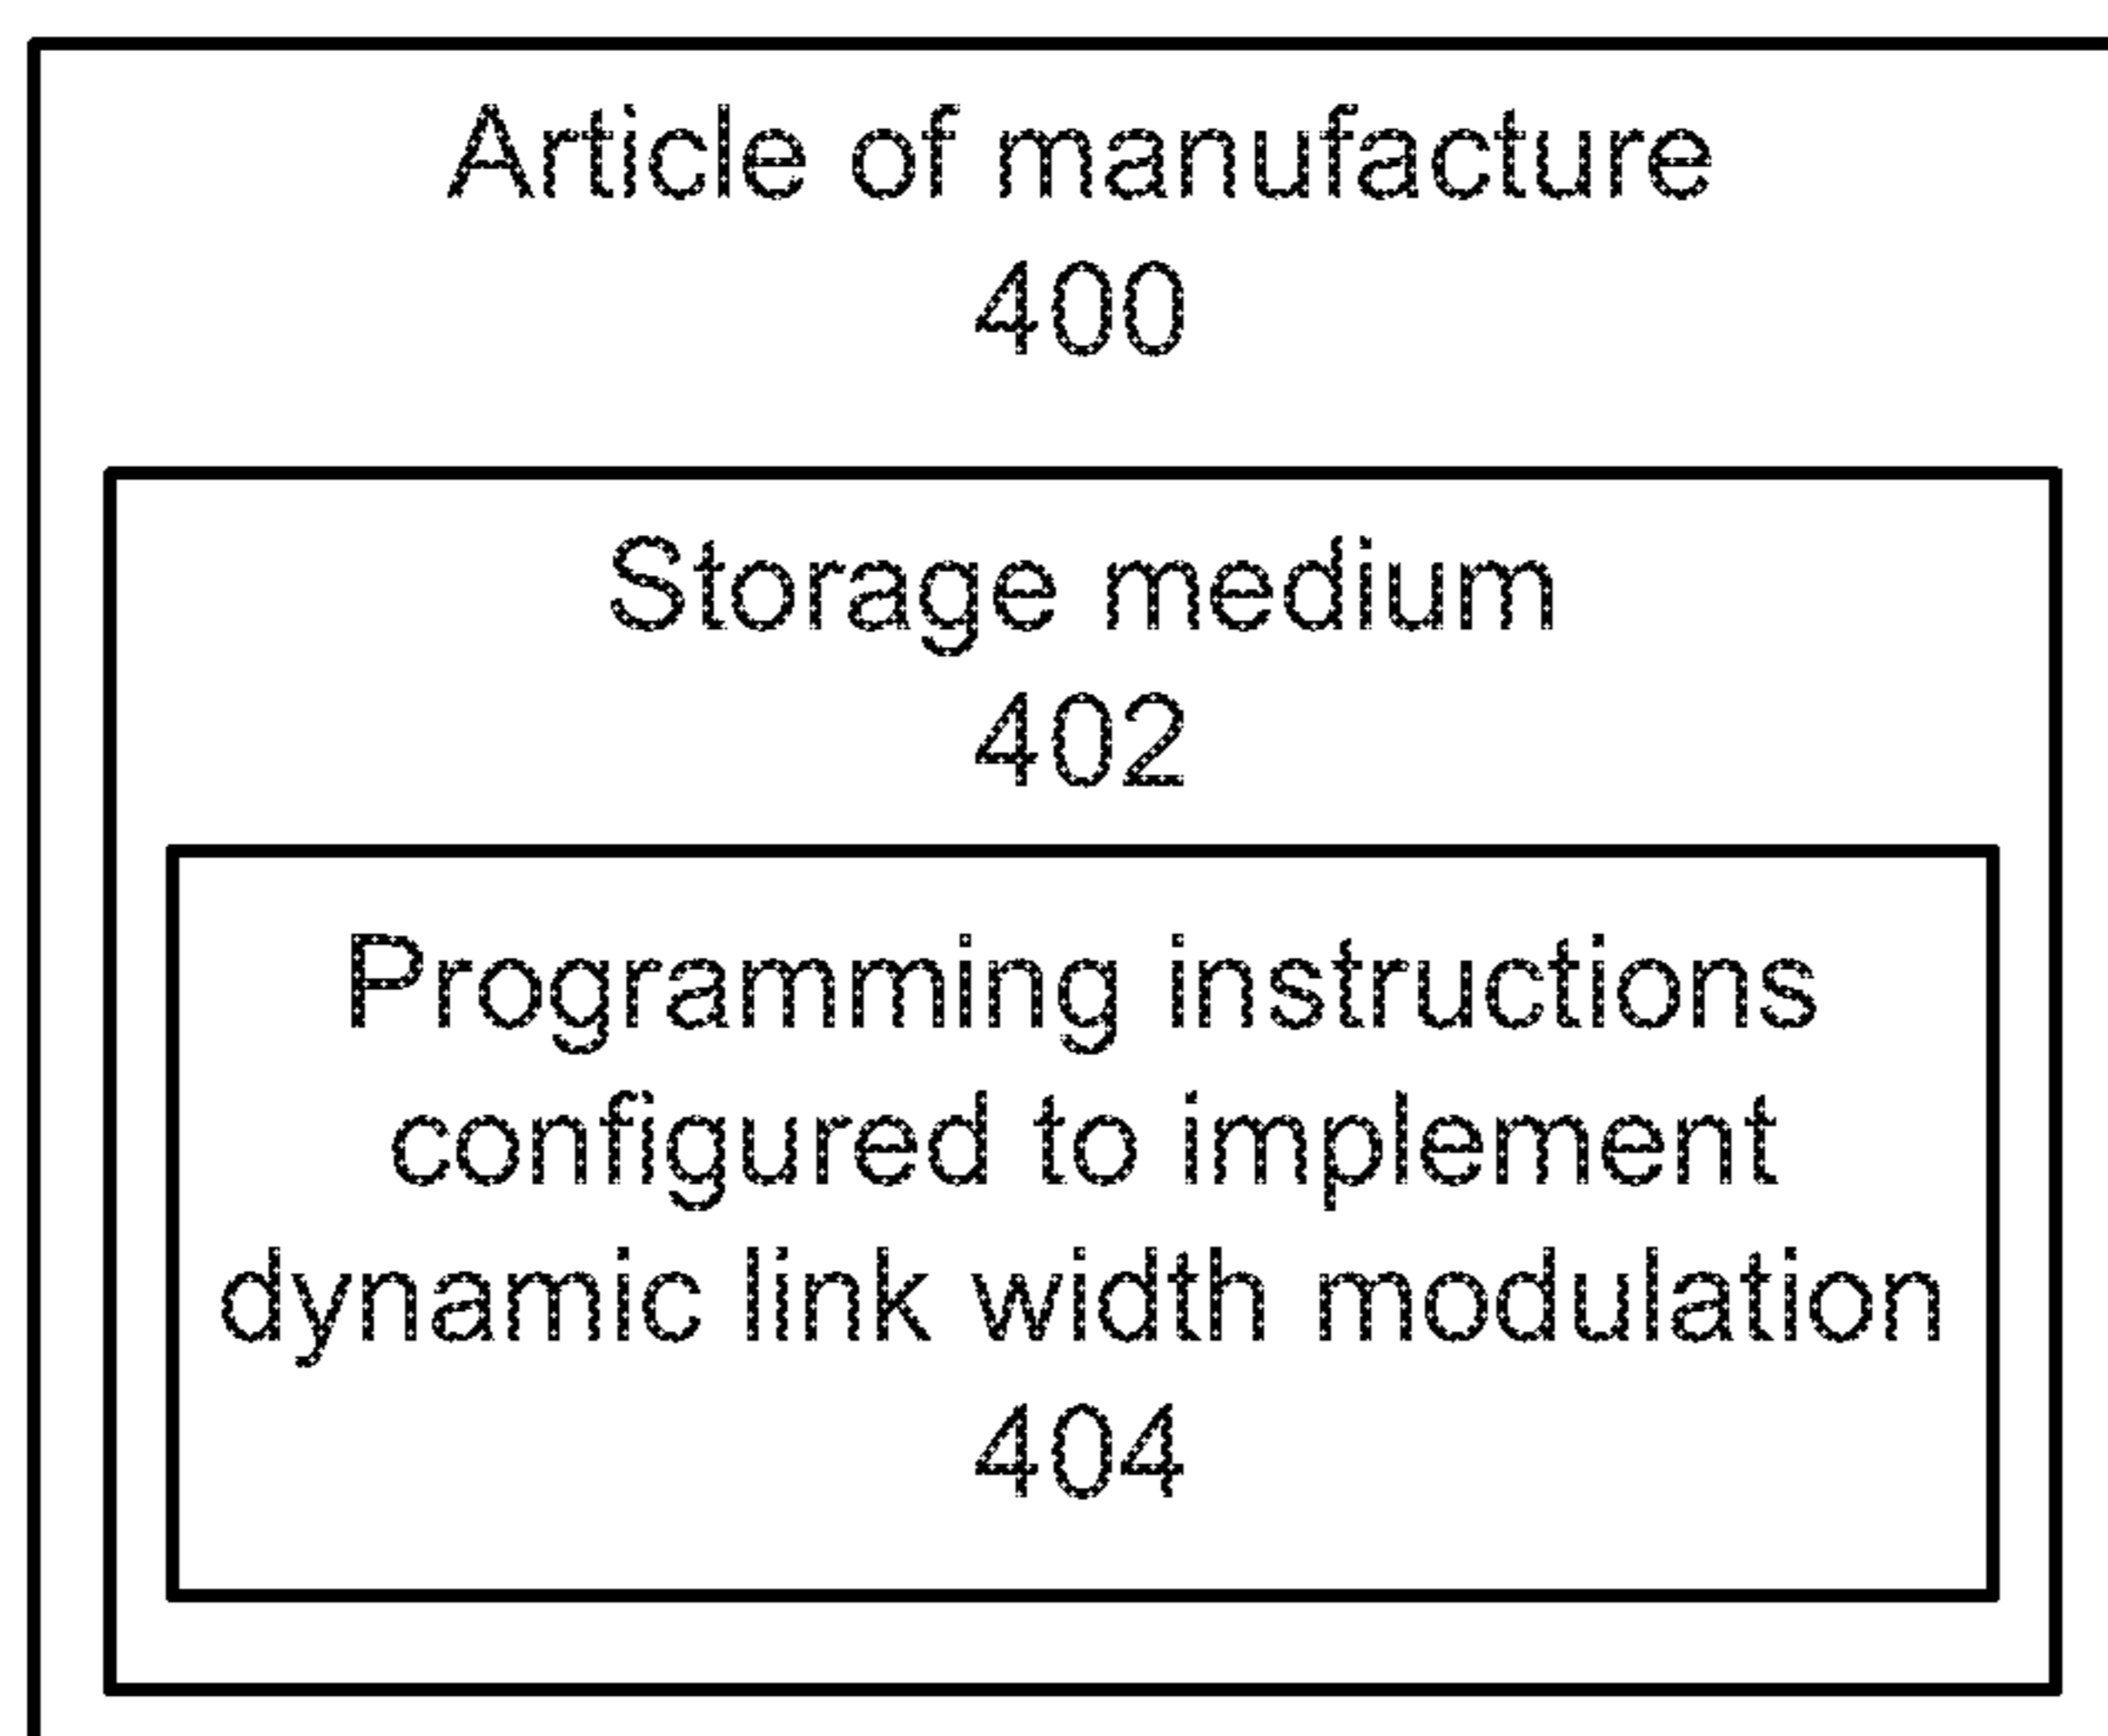 Article of manufacture
400
Storage medium
402
Programming instructions
configured to implement
dynamic link width modulation
404